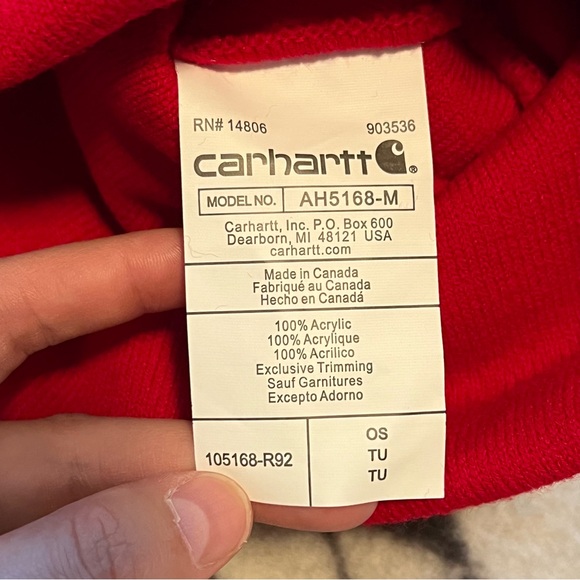 RN# 14806 903536
carhartt®
MODEL NO. AH5168-M
Carhartt, Inc. P.O. Box 600
Dearborn, MI 48121 USA
carhartt.com
Made in Canada
Fabriqué au Canada
Hecho en Canadá
100% Acrylic
100% Acrylique
100% Acrilico
Exclusive Trimming
Sauf Garnitures
Excepto Adorno
105168-R92
OS
TU
TU